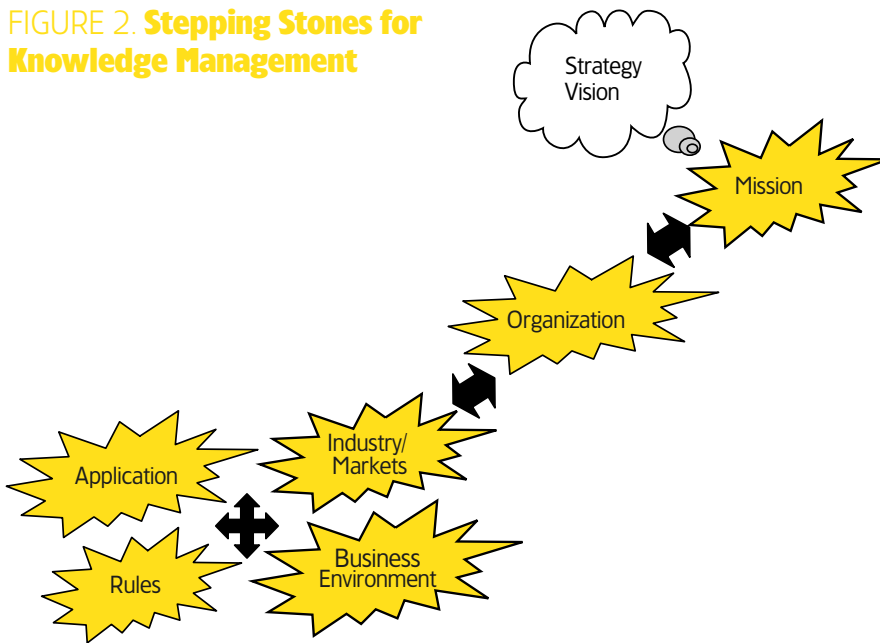 FIGURE 2. Stepping Stones for
Knowledge Management
Strategy
Vision
Mission
Organization
Industry/
Markets
Application
Business
Environment
Rules